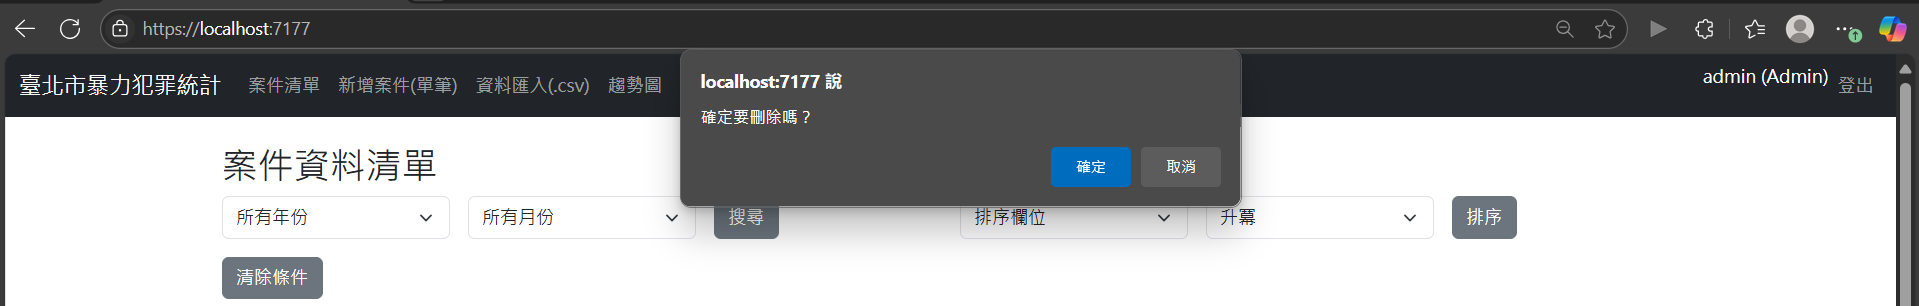 https://localhost:7177
臺北市暴力犯罪統計 案件清單 新增案件(單筆) 資料匯入(.csv) 趨勢圖 admin (Admin) 登出
localhost:7177 說
確定要刪除嗎？
確定 取消
案件資料清單
所有年份 所有月份 搜尋 排序欄位 升冪 排序
清除條件